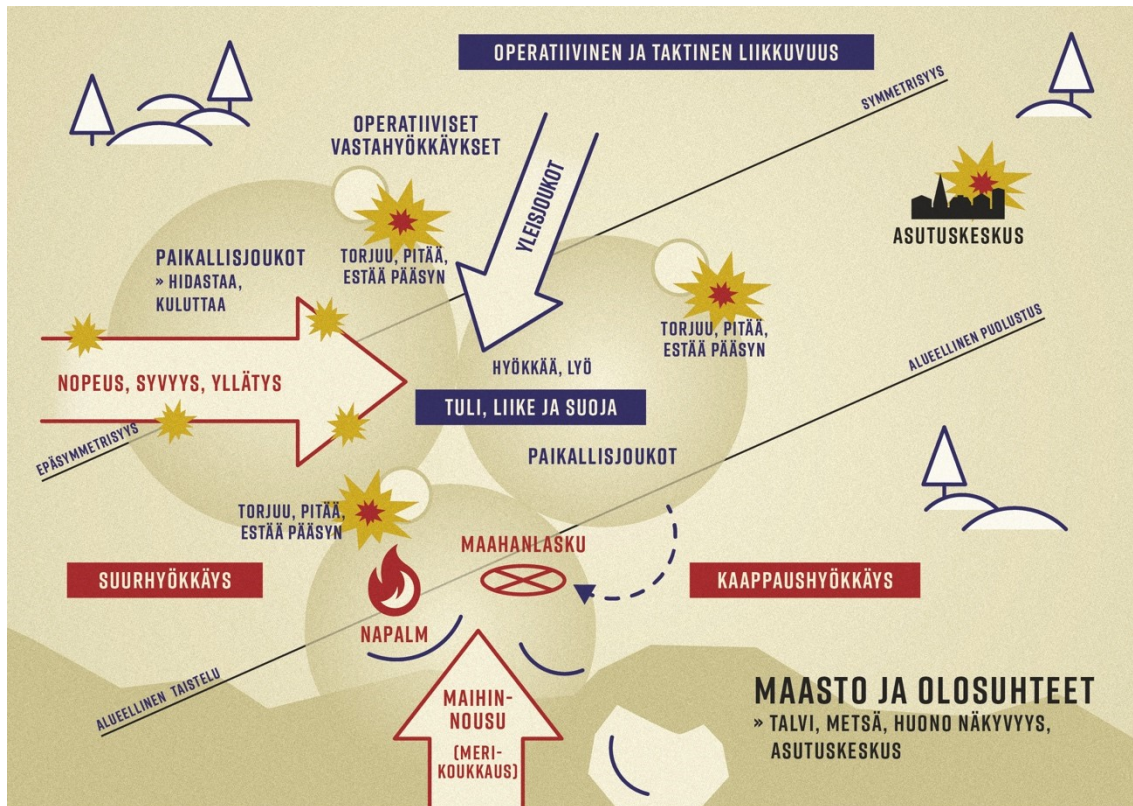 OPERATIIVINEN JA TAKTINEN LIIKKUVUUS
SYMMETRISYYS
OPERATIIVISET
VASTAHYÖKKÄYKSET
YLEISJOUKOT
ASUTUSKESKUS
PAIKALLISJOUKOT
» HIDASTAA,
KULUTTAA
TORJUU, PITÄÄ,
ESTÄÄ PÄÄSYN
TORJUU, PITÄÄ,
ESTÄÄ PÄÄSYN
ALUEELLINEN PUOLUSTUS
HYÖKKÄÄ, LYÖ
NOPEUS, SYVYYS, YLLÄTYS
TULI, LIIKE JA SUOJA
EPÄSYMMETRISYYS
PAIKALLISJOUKOT
TORJUU, PITÄÄ,
ESTÄÄ PÄÄSYN
MAAHANLASKU
SUURHYÖKKÄYS
KAAPPAUSHYÖKKÄYS
NAPALM
ALUEELLINEN TAISTELU
MAIHIN-
NOUSU
(MERI-
KOUKKAUS)
MAASTO JA OLOSUHTEET
» TALVI, METSÄ, HUONO NÄKYVYYS,
ASUTUSKESKUS